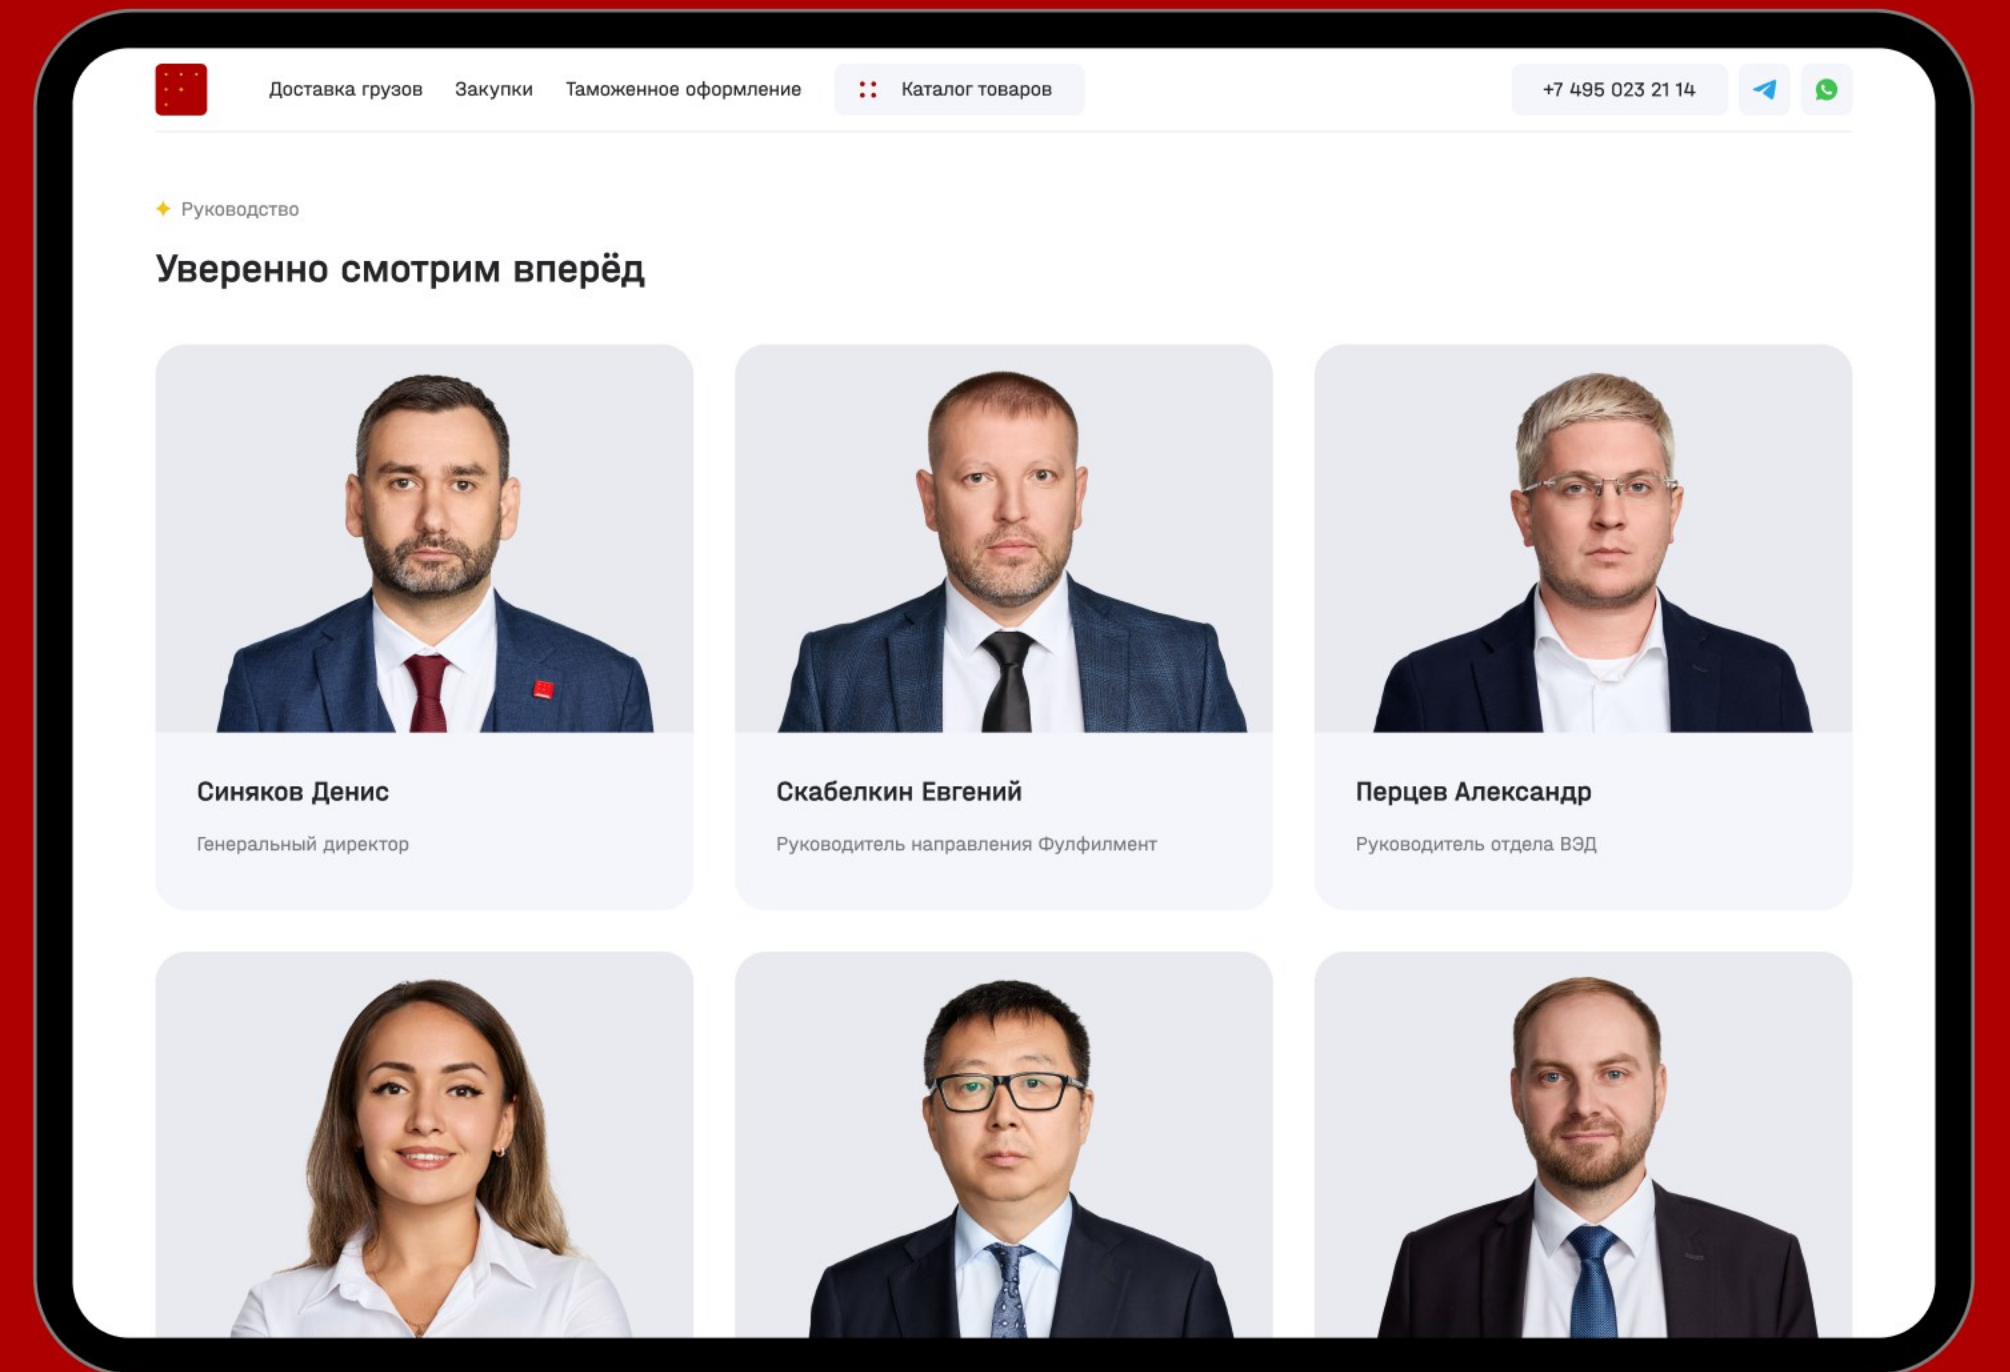 Доставка грузов
Закупки
Таможенное оформление
Каталог товаров
+7 495 023 21 14
Руководство
Уверенно смотрим вперёд
Синяков Денис
Генеральный директор
Скабелкин Евгений
Руководитель направления Фулфилмент
Перцев Александр
Руководитель отдела ВЭД